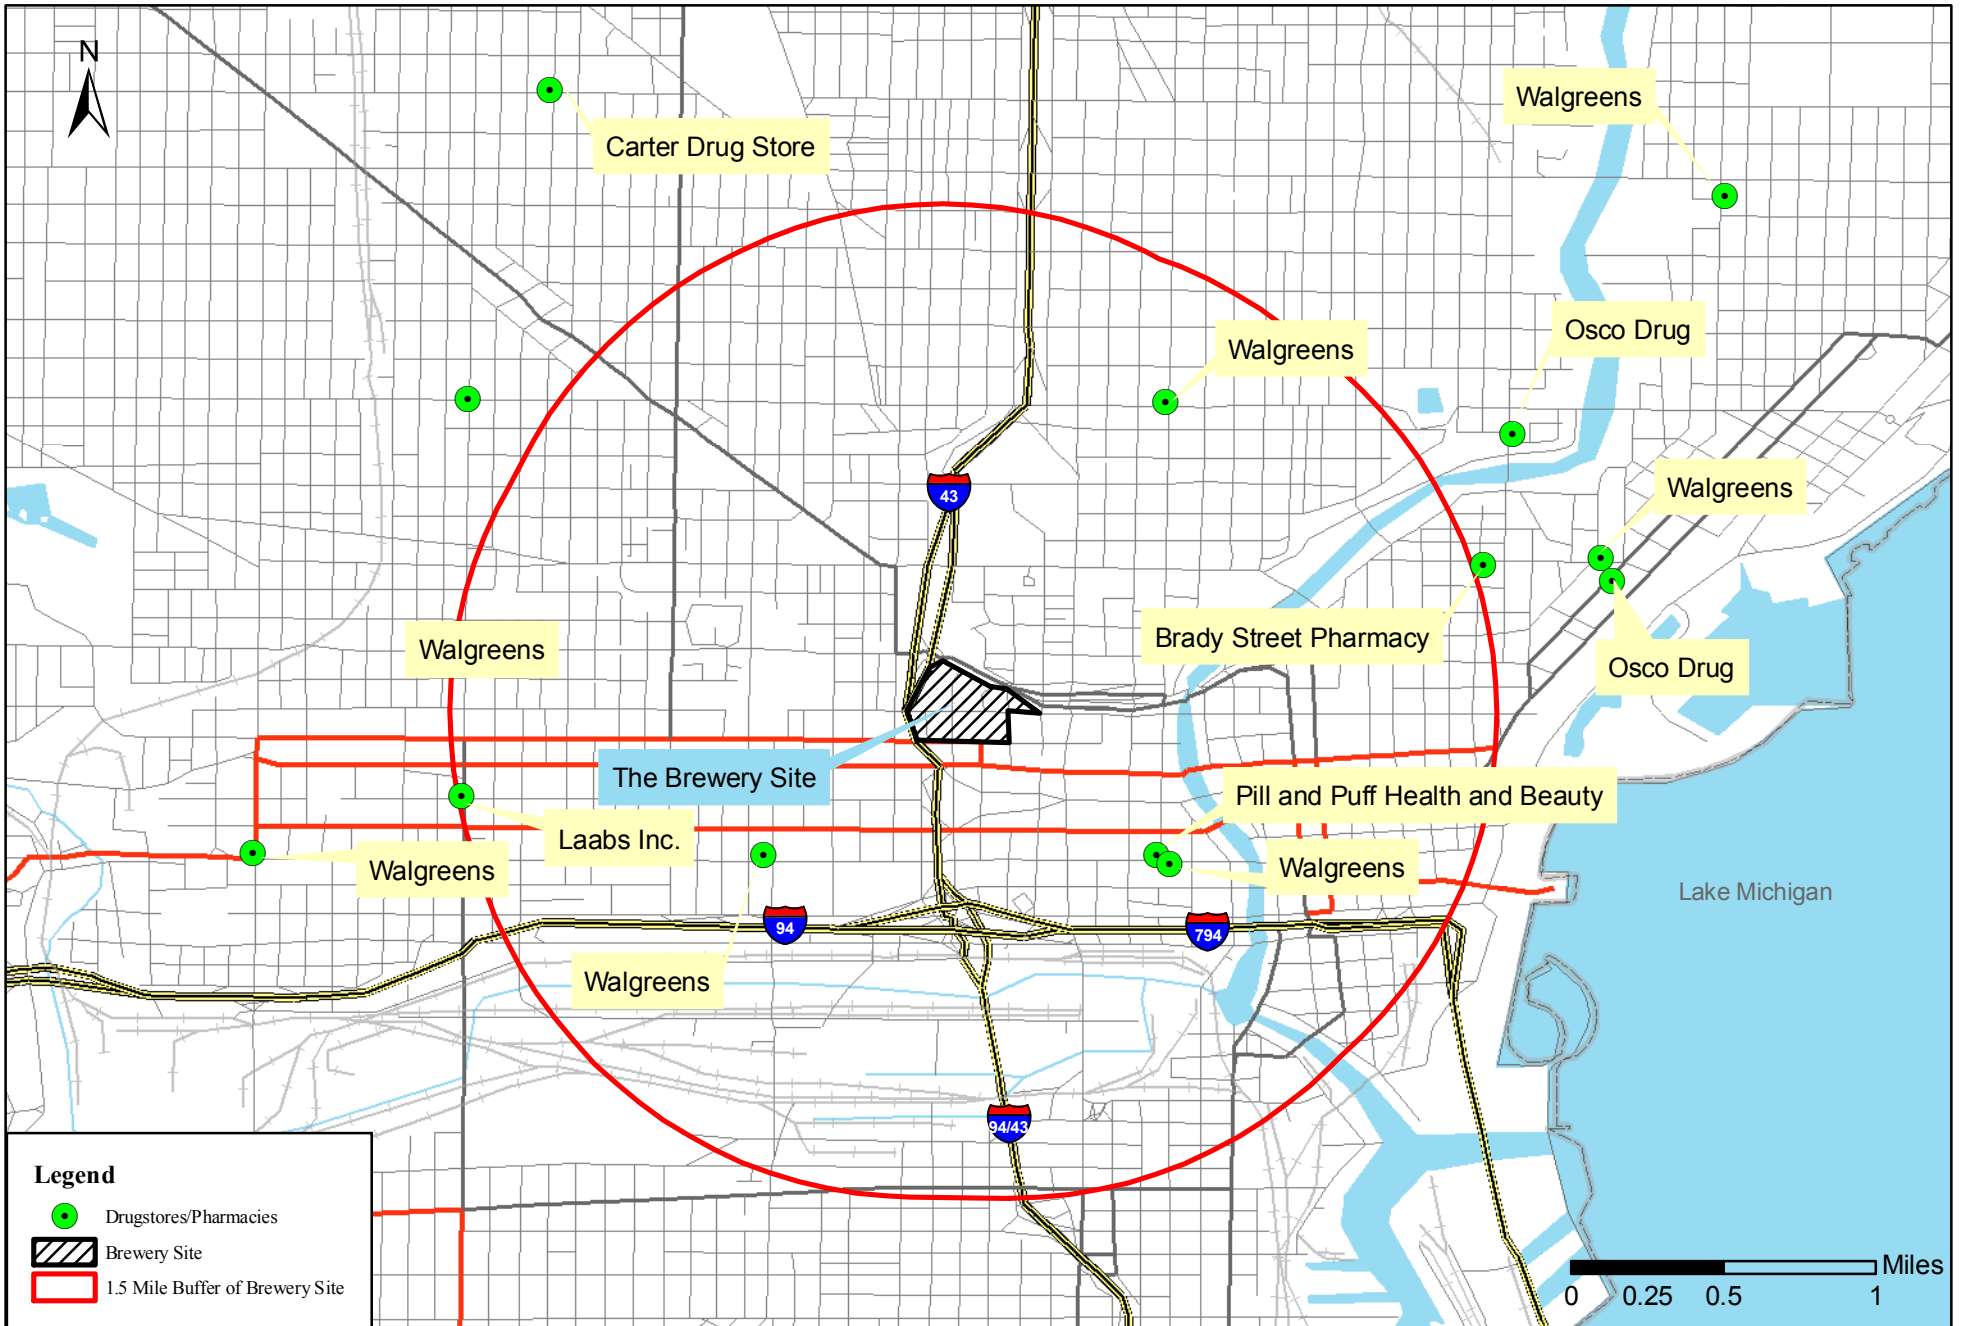 N
Walgreens
Carter Drug Store
Osco Drug
Walgreens
43
Walgreens
Brady Street Pharmacy
Walgreens
Osco Drug
The Brewery Site
Pill and Puff Health and Beauty
Laabs Inc.
Walgreens
Walgreens
Lake Michigan
94
794
Walgreens
94/43
Legend
Drugstores/Pharmacies
Brewery Site
1.5 Mile Buffer of Brewery Site
Miles
0 0.25 0.5 1